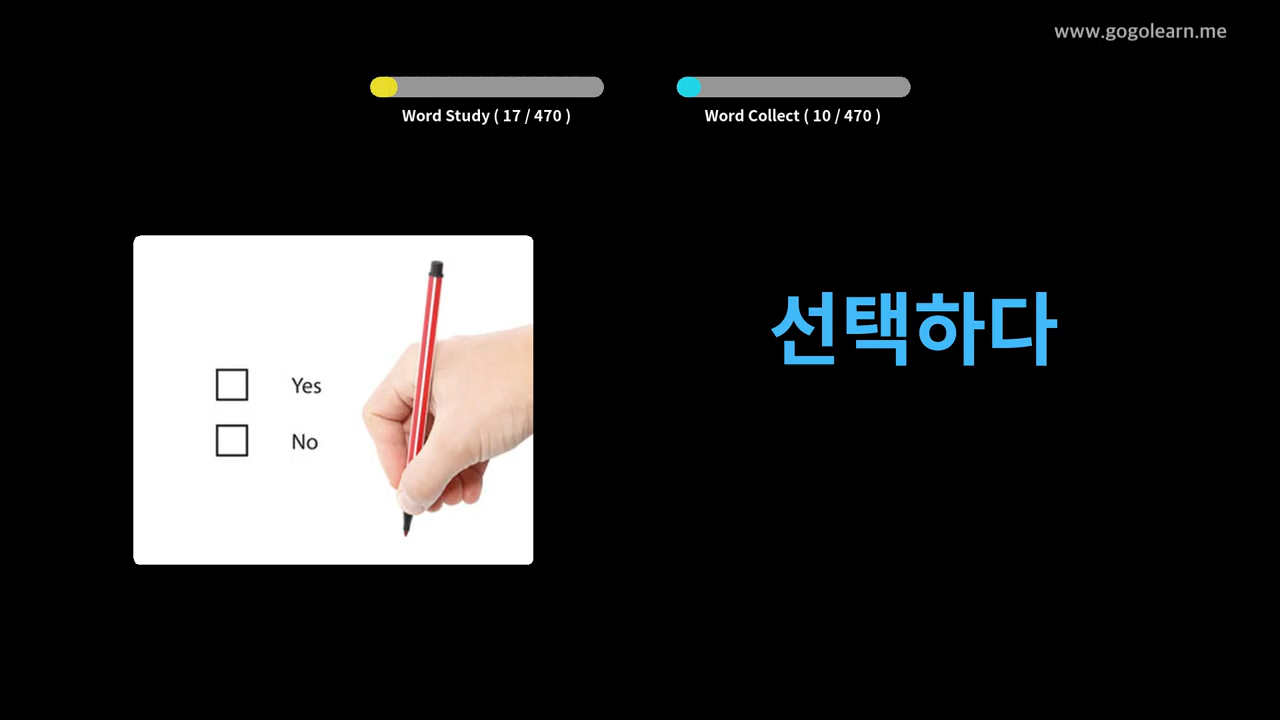 www.gogolearn.me
Word Study ( 17 / 470 )
Word Collect ( 10 / 470 )
Yes
No
선택하다